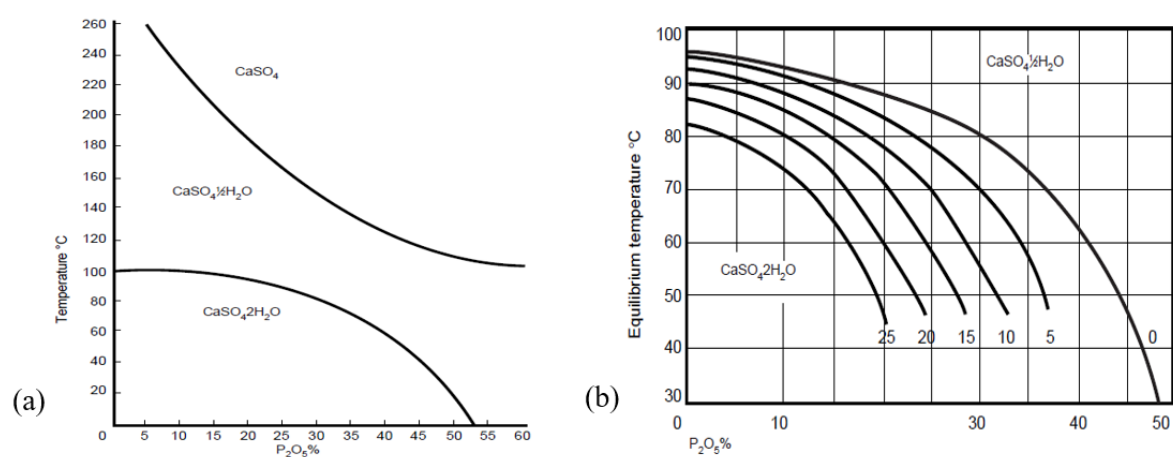 260
240
220
200
180
160
140
120
100
80
60
40
20
0
Temperature °C
CaSO₄
CaSO₄½H₂O
CaSO₄2H₂O
5 10 15 20 25 30 35 40 45 50 55 60
P₂O₅%
(a)
100
90
80
70
60
50
40
30
Equilibrium temperature °C
CaSO₄½H₂O
CaSO₄2H₂O
25 20 15 10 5 0
0 10 30 40 50
P₂O₅%
(b)